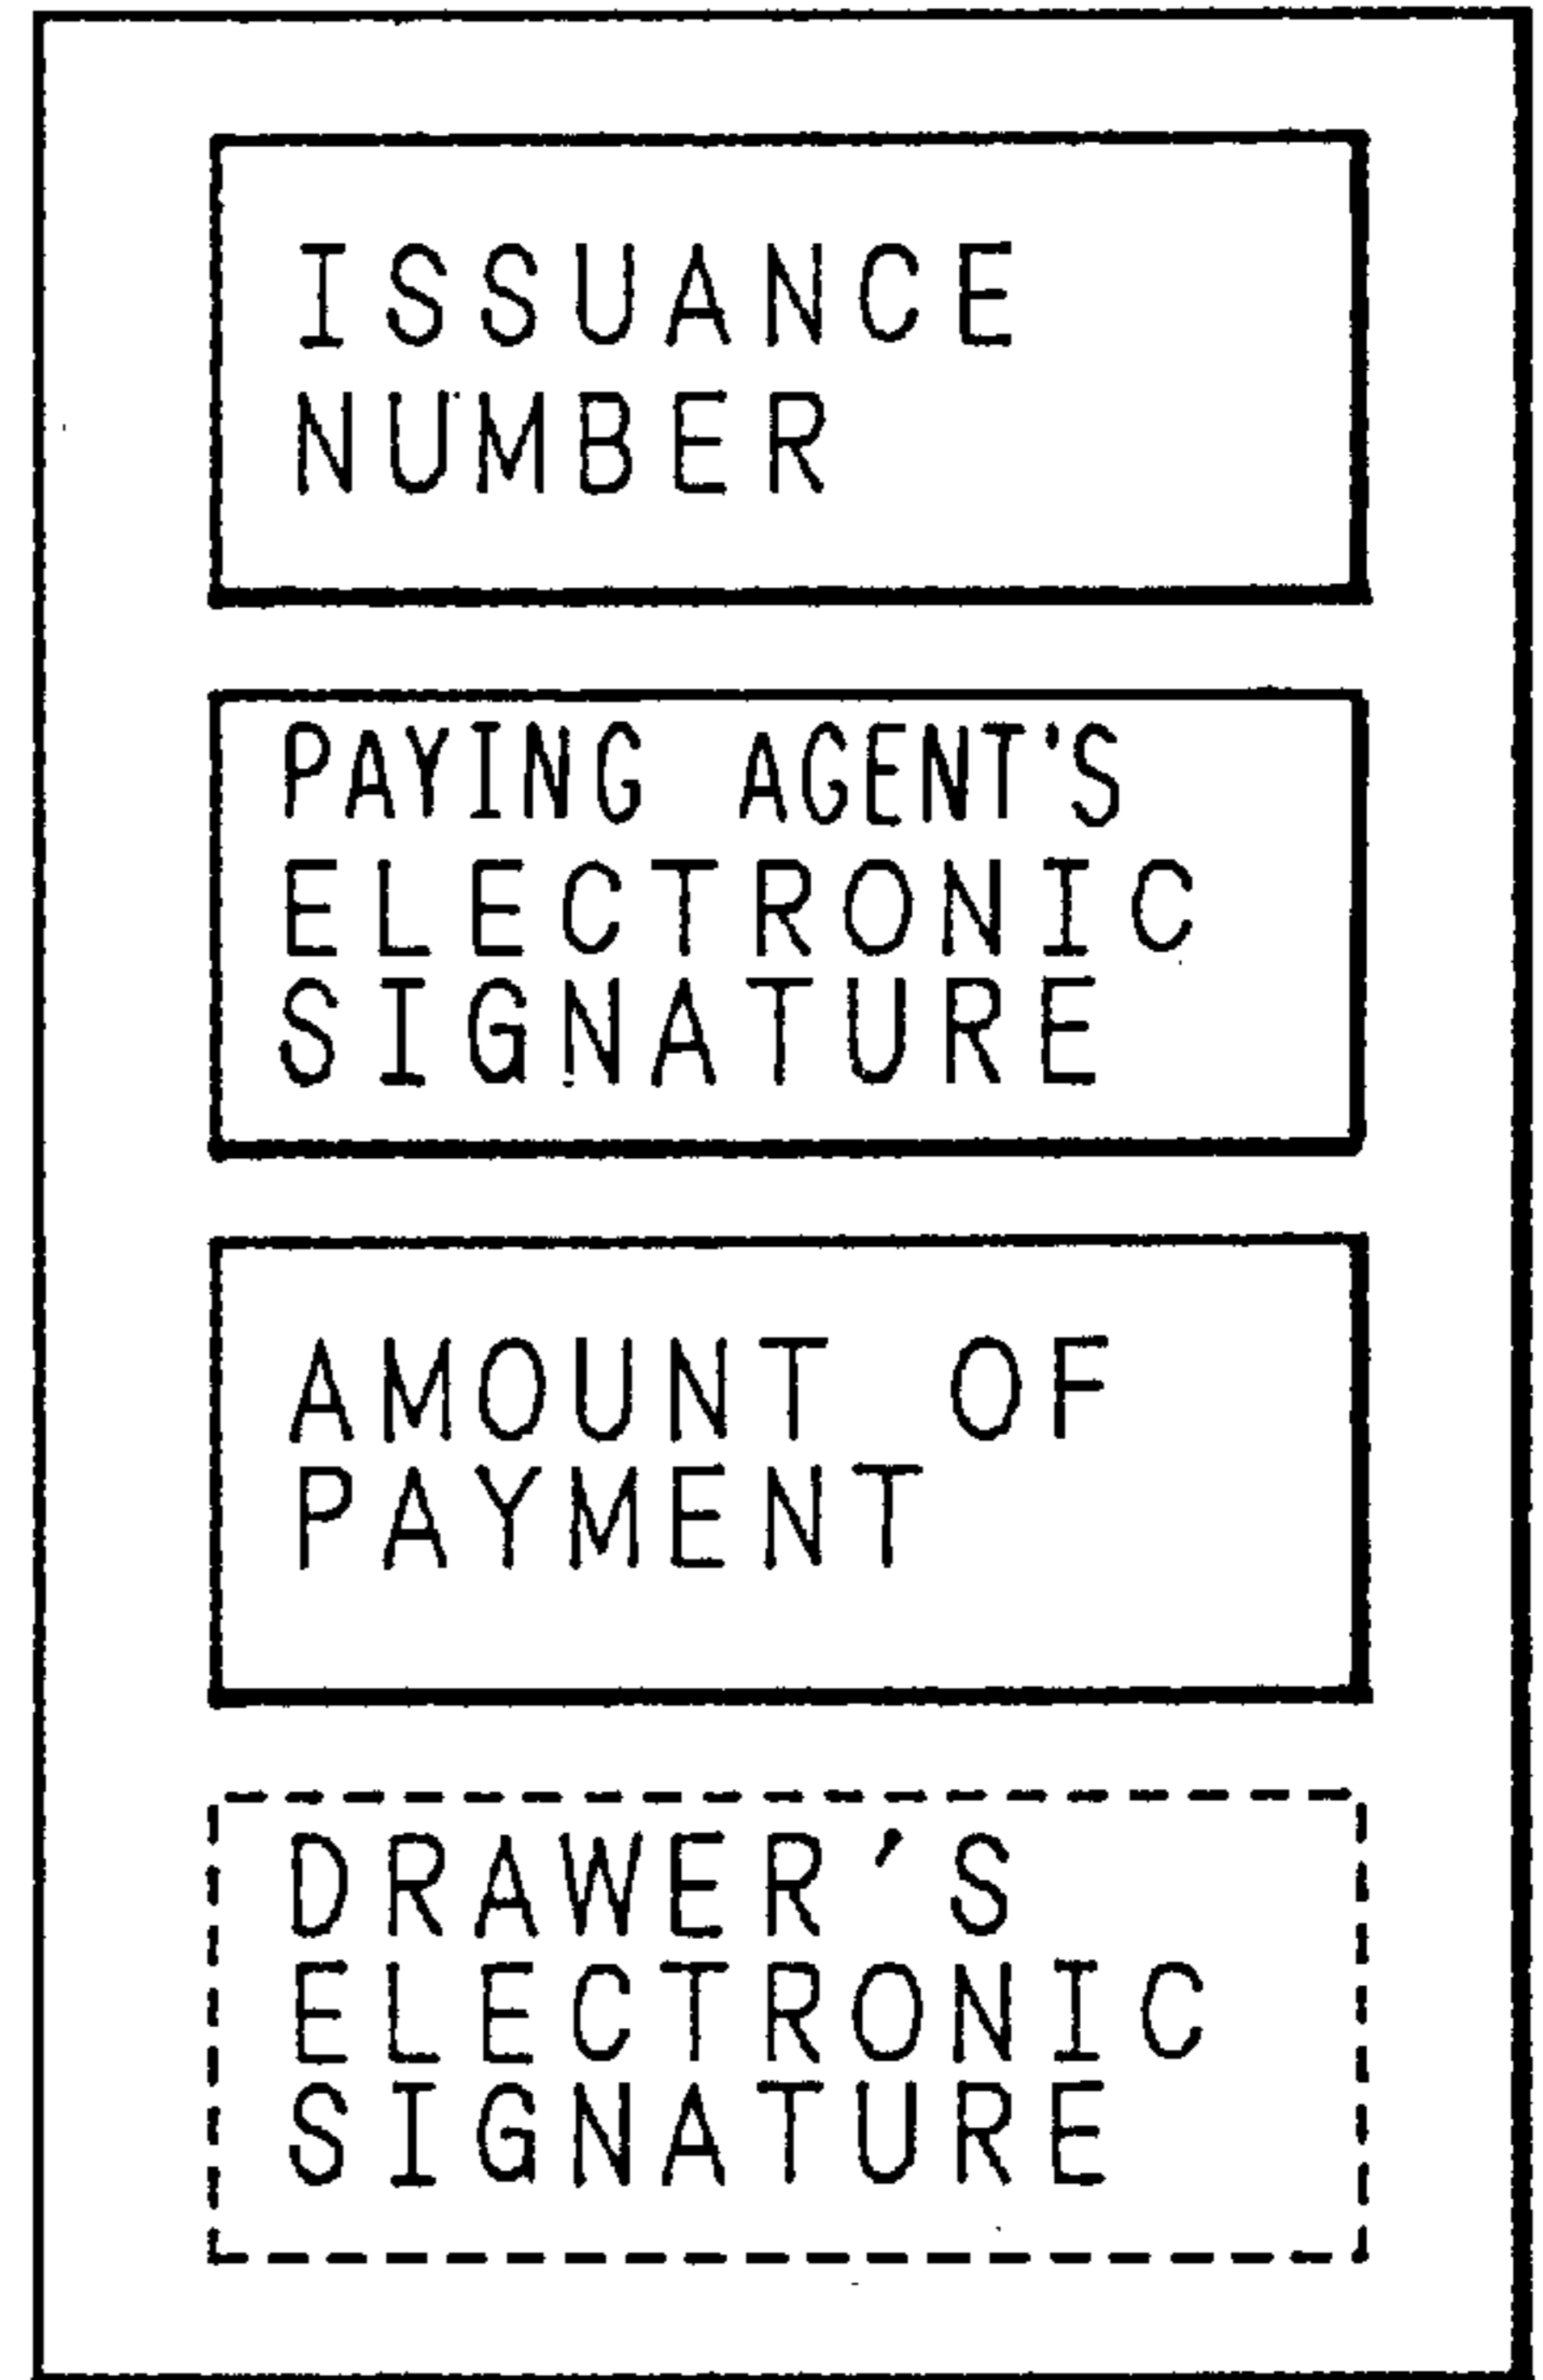 ISSUANCE
NUMBER
PAYING AGENT'S
ELECTRONIC
SIGNATURE
AMOUNT OF
PAYMENT
DRAWER'S
ELECTRONIC
SIGNATURE